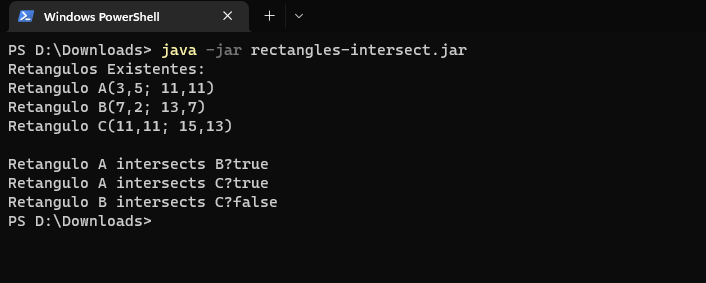 Windows PowerShell
PS D:\Downloads> java -jar rectangles-intersect.jar
Retangulos Existentes:
Retangulo A(3,5; 11,11)
Retangulo B(7,2; 13,7)
Retangulo C(11,11; 15,13)
Retangulo A intersects B?true
Retangulo A intersects C?true
Retangulo B intersects C?false
PS D:\Downloads>